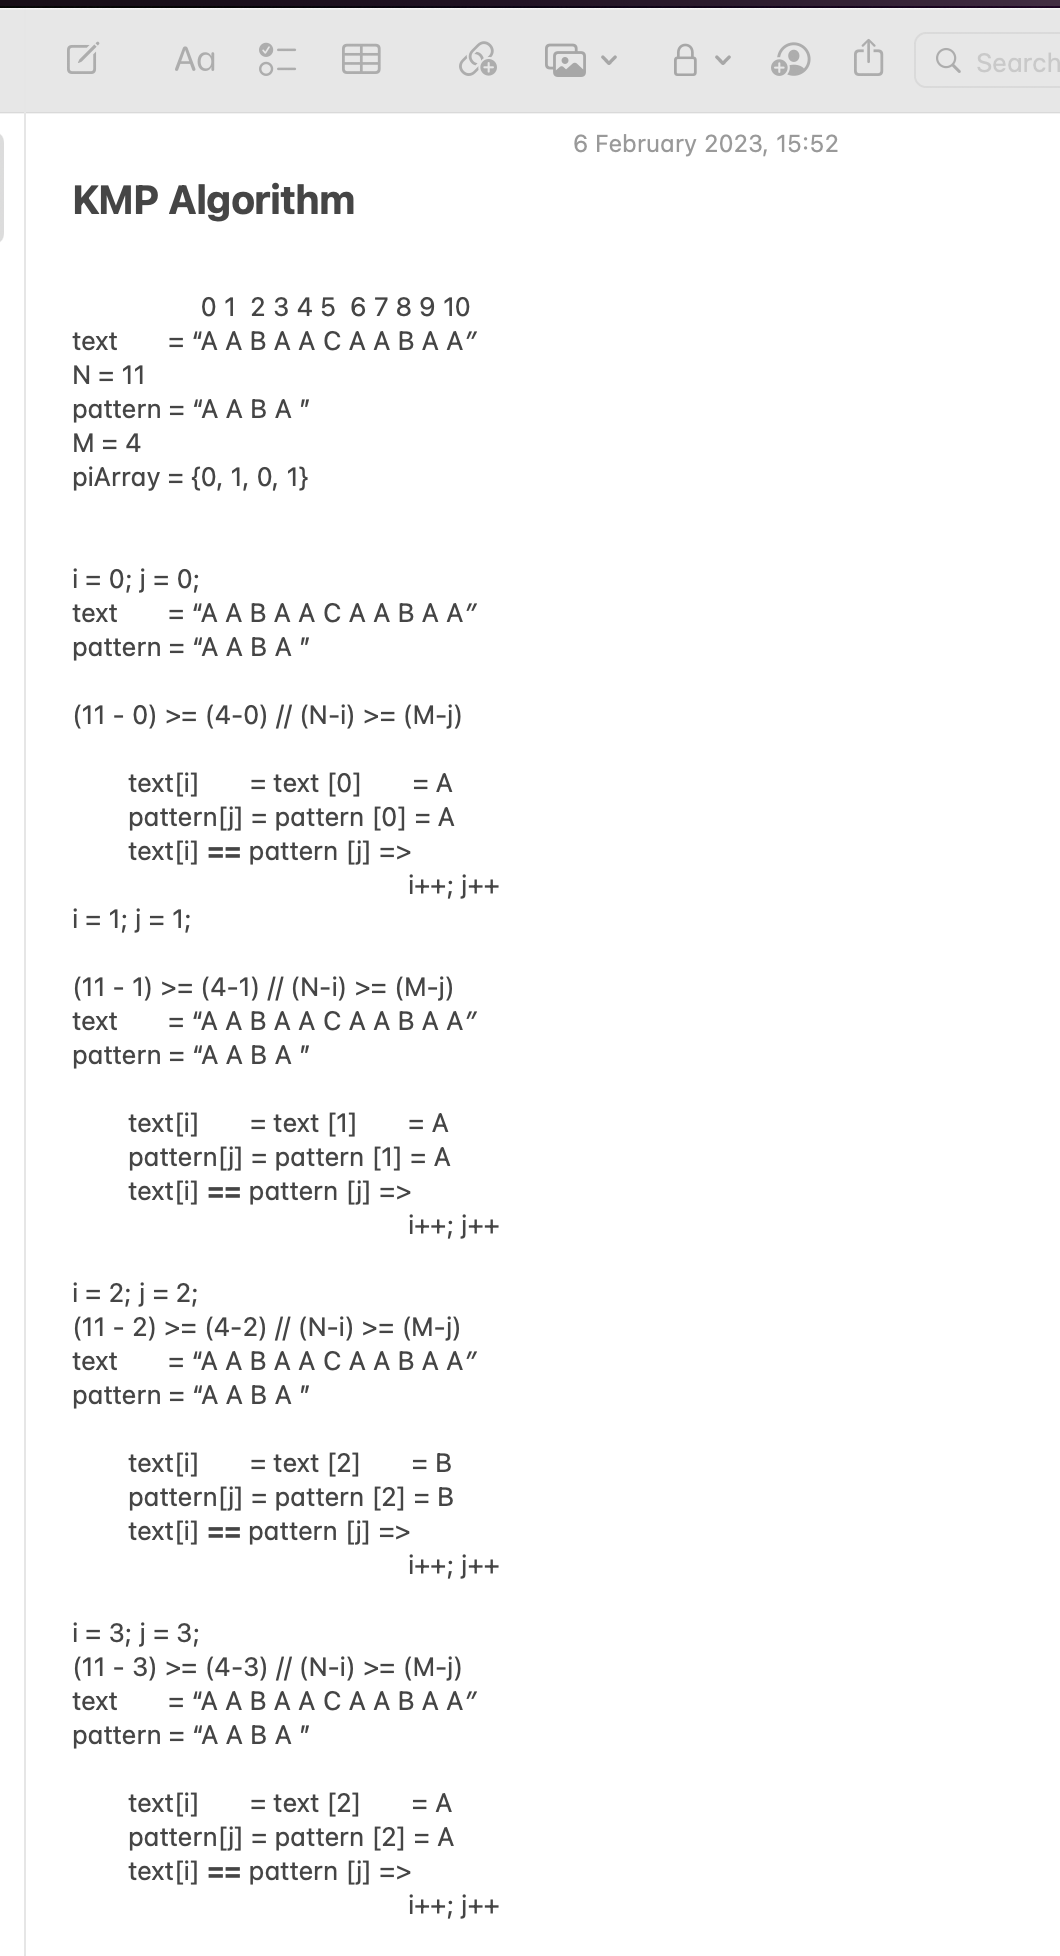 Aa
Search
6 February 2023, 15:52
KMP Algorithm
0 1 2 3 4 5 6 7 8 9 10
text = “A A B A A C A A B A A”
N = 11
pattern = “A A B A ”
M = 4
piArray = {0, 1, 0, 1}
i = 0; j = 0;
text = “A A B A A C A A B A A”
pattern = “A A B A ”
(11 - 0) >= (4-0) // (N-i) >= (M-j)
text[i] = text [0] = A
pattern[j] = pattern [0] = A
text[i] == pattern [j] =>
i++; j++
i = 1; j = 1;
(11 - 1) >= (4-1) // (N-i) >= (M-j)
text = “A A B A A C A A B A A”
pattern = “A A B A ”
text[i] = text [1] = A
pattern[j] = pattern [1] = A
text[i] == pattern [j] =>
i++; j++
i = 2; j = 2;
(11 - 2) >= (4-2) // (N-i) >= (M-j)
text = “A A B A A C A A B A A”
pattern = “A A B A ”
text[i] = text [2] = B
pattern[j] = pattern [2] = B
text[i] == pattern [j] =>
i++; j++
i = 3; j = 3;
(11 - 3) >= (4-3) // (N-i) >= (M-j)
text = “A A B A A C A A B A A”
pattern = “A A B A ”
text[i] = text [2] = A
pattern[j] = pattern [2] = A
text[i] == pattern [j] =>
i++; j++